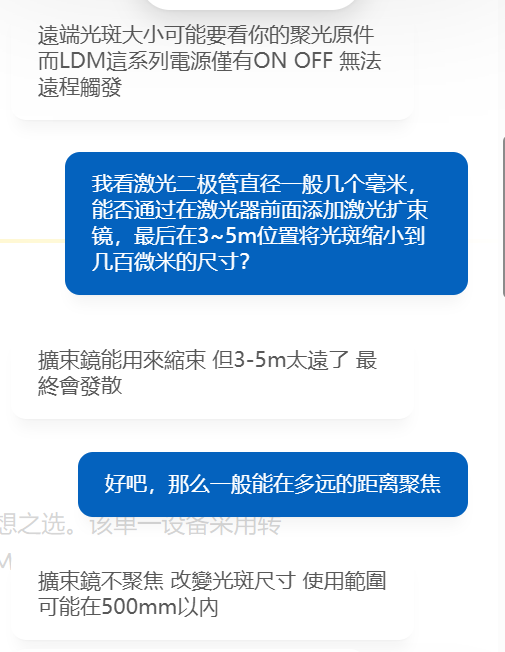 遠端光斑大小可能要看你的聚光原件
而LDM這系列電源僅有ON OFF 無法
遠程觸發
我看激光二极管直径一般几个毫米，
能否通过在激光器前面添加激光扩束
镜，最后在3~5m位置将光斑缩小到
几百微米的尺寸？
擴束鏡能用來縮束 但3-5m太遠了 最
終會發散
好吧，那么一般能在多远的距离聚焦
想之选。该单一设备采用转
M
擴束鏡不聚焦 改變光斑尺寸 使用範圍
可能在500mm以內